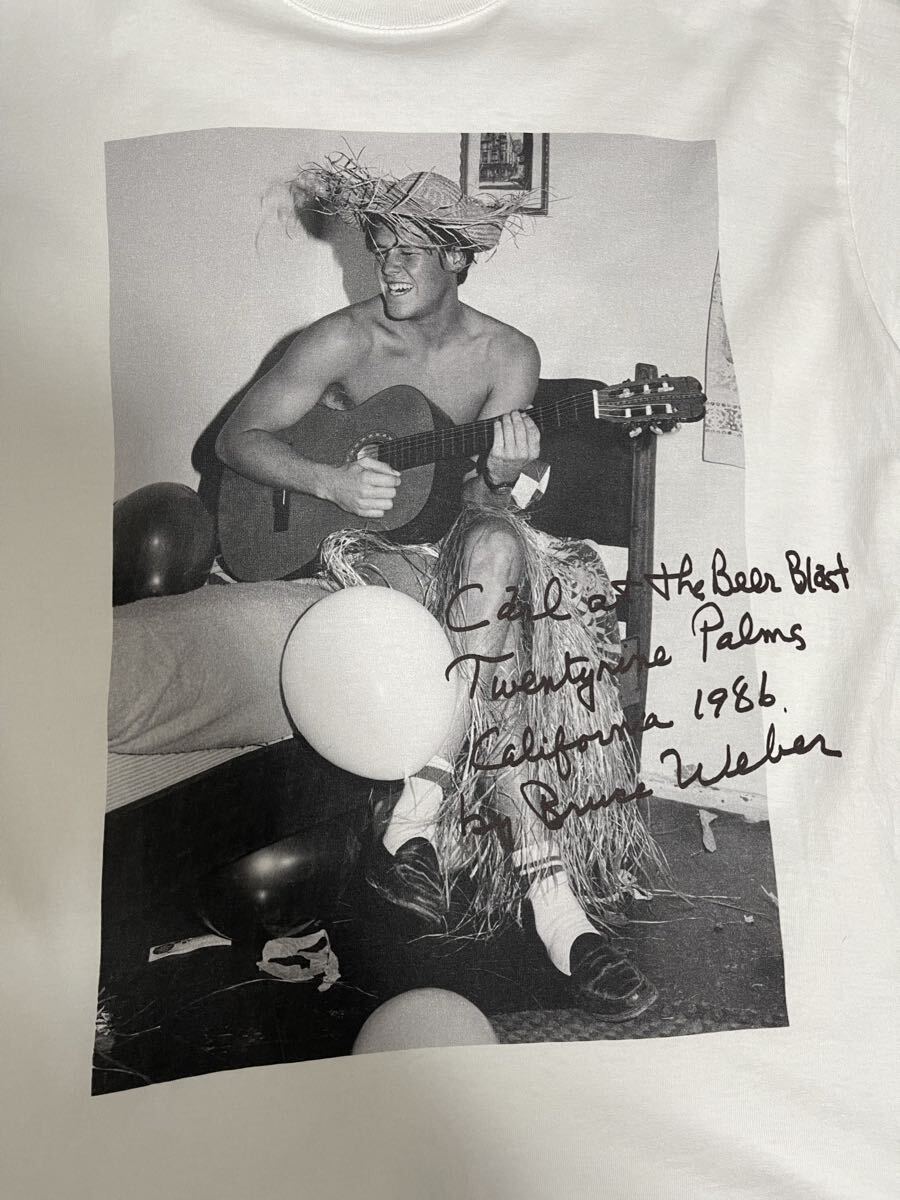 Carl at the Beer Blast
Twentynine Palms
California 1986.
by Bruce Weber